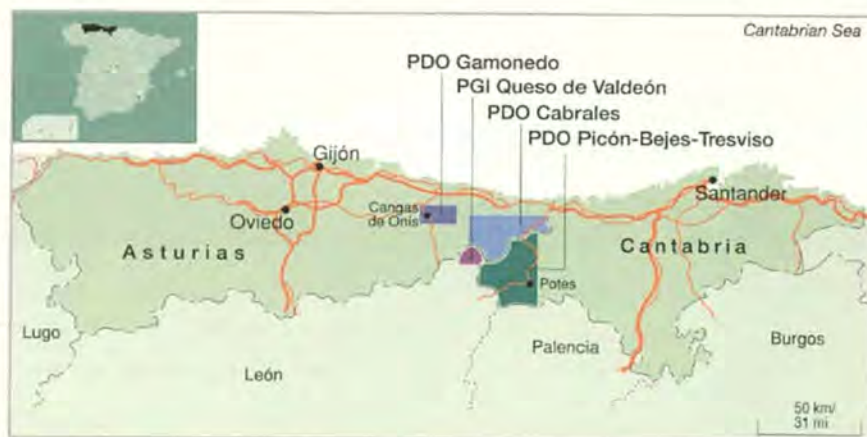 Cantabrian Sea
PDO Gamonedo
PGI Queso de Valdeón
PDO Cabrales
PDO Picón-Bejes-Tresviso
Gijón
Santander
Cangas
de Onís
Oviedo
Asturias
Cantabria
Potes
Lugo
León
Palencia
Burgos
50 km/
31 mi